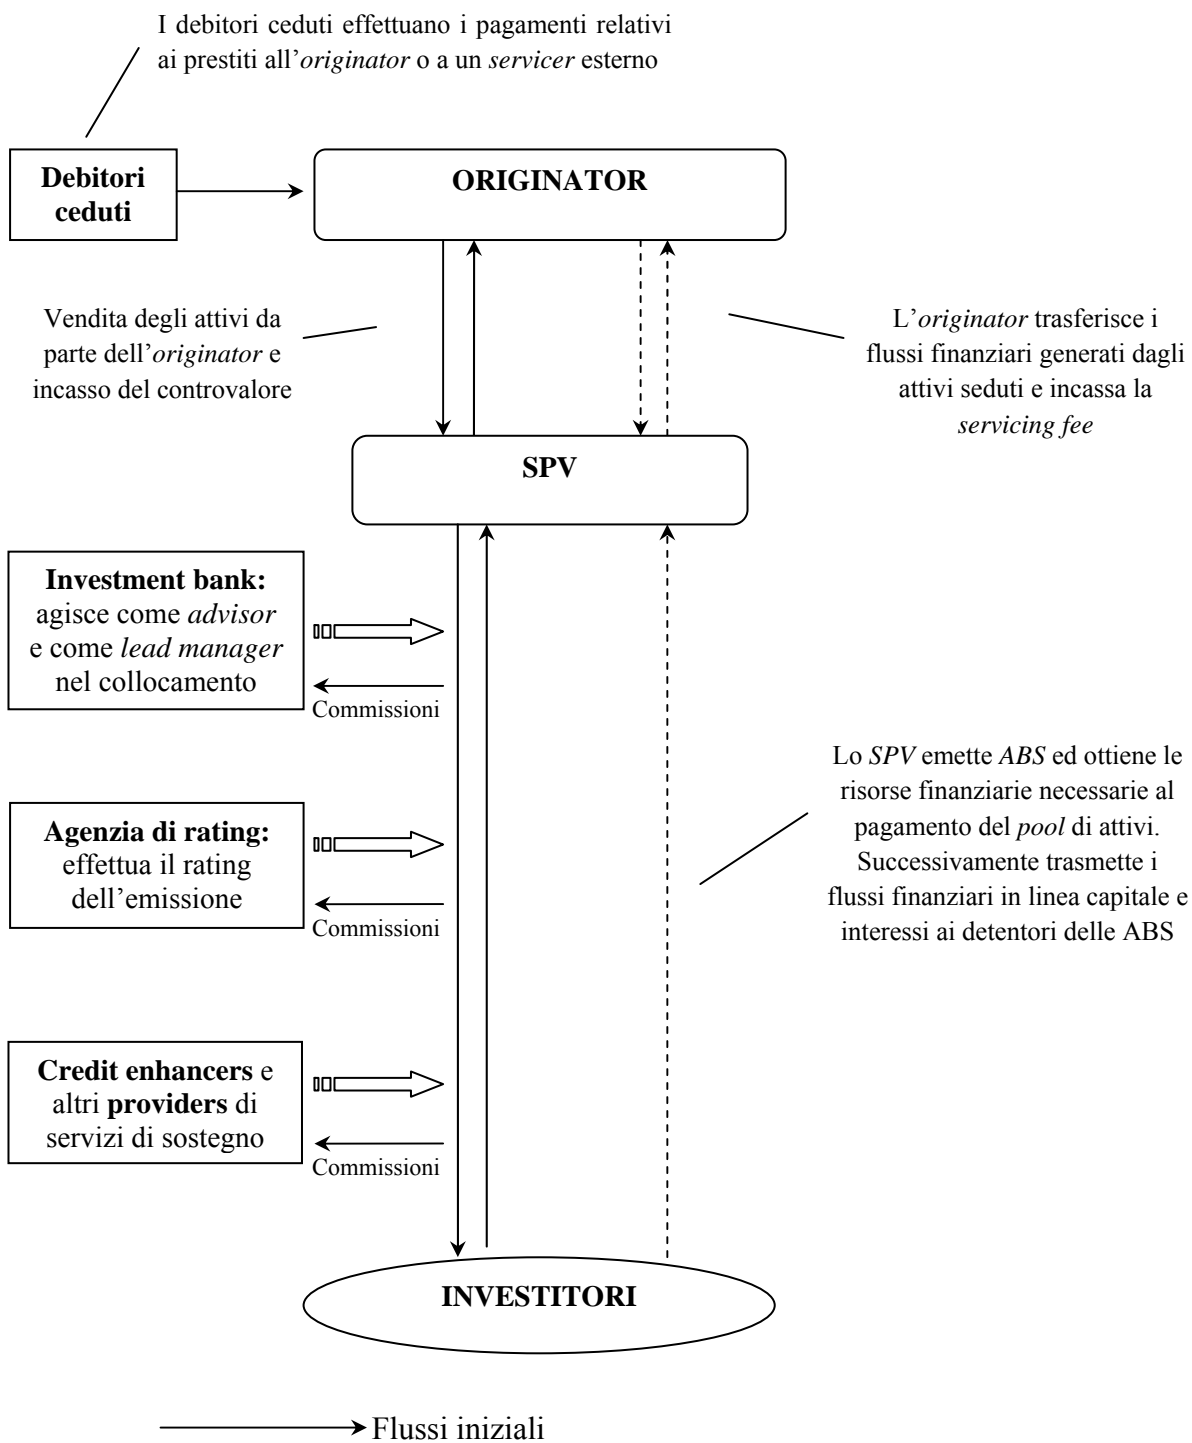 I debitori ceduti effettuano i pagamenti relativi
ai prestiti all’originator o a un servicer esterno
Debitori
ceduti
ORIGINATOR
Vendita degli attivi da
parte dell’originator e
incasso del controvalore
L’originator trasferisce i
flussi finanziari generati dagli
attivi seduti e incassa la
servicing fee
SPV
Investment bank:
agisce come advisor
e come lead manager
nel collocamento
Commissioni
Lo SPV emette ABS ed ottiene le
risorse finanziarie necessarie al
pagamento del pool di attivi.
Successivamente trasmette i
flussi finanziari in linea capitale e
interessi ai detentori delle ABS
Agenzia di rating:
effettua il rating
dell’emissione
Commissioni
Credit enhancers e
altri providers di
servizi di sostegno
Commissioni
INVESTITORI
Flussi iniziali